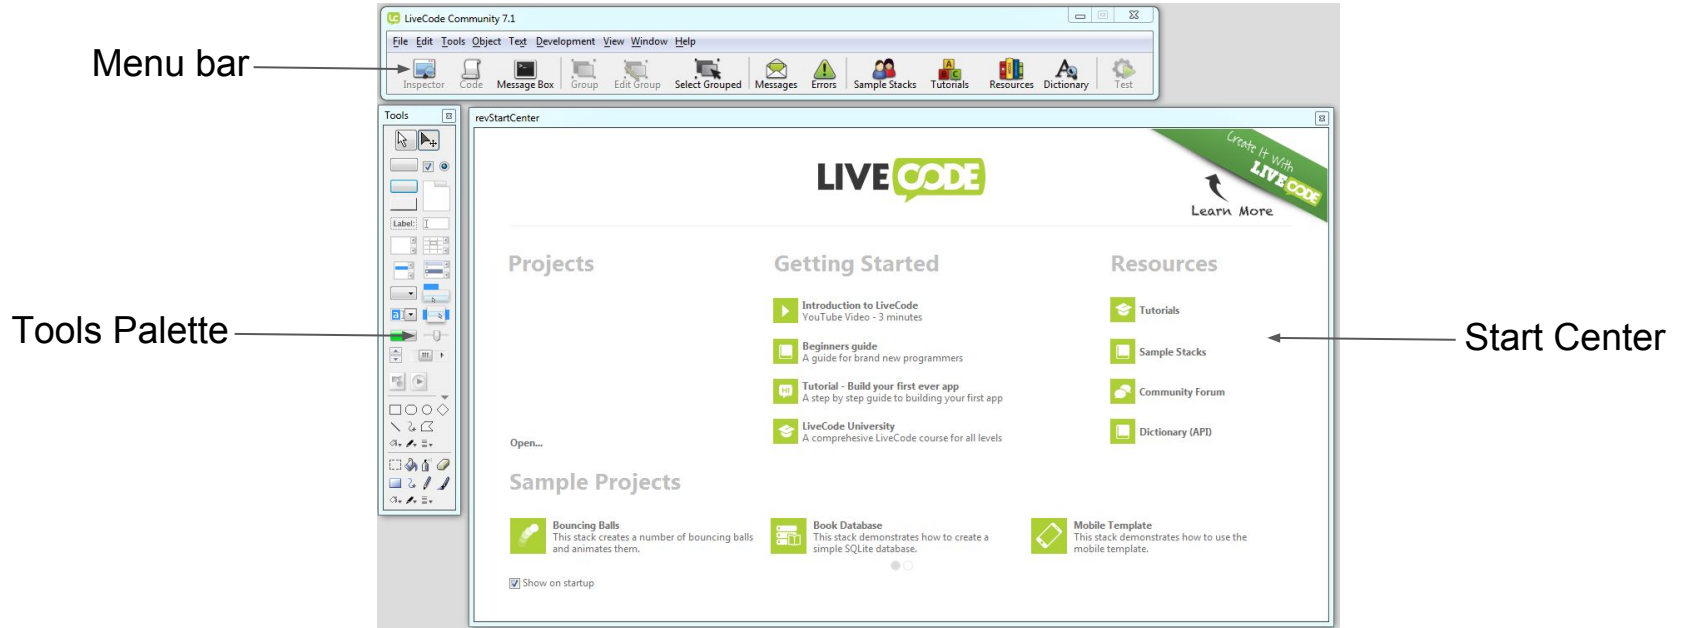 LiveCode Community 7.1
File Edit Tools Object Text Development View Window Help
Menu bar
Inspector Code Message Box Group Edit Group Select Grouped Messages Errors Sample Stacks Tutorials Resources Dictionary Test
Tools
revStartCenter
Create It With
LIVECODE
LIVECODE
Learn More
Label:
Projects
Getting Started
Resources
Introduction to LiveCode
YouTube Video - 3 minutes
Tutorials
Tools Palette
Start Center
Beginners guide
A guide for brand new programmers
Sample Stacks
Tutorial - Build your first ever app
A step by step guide to building your first app
Community Forum
LiveCode University
A comprehesive LiveCode course for all levels
Dictionary (API)
Open...
Sample Projects
Bouncing Balls
This stack creates a number of bouncing balls
and animates them.
Book Database
This stack demonstrates how to create a
simple SQLite database.
Mobile Template
This stack demonstrates how to use the
mobile template.
Show on startup